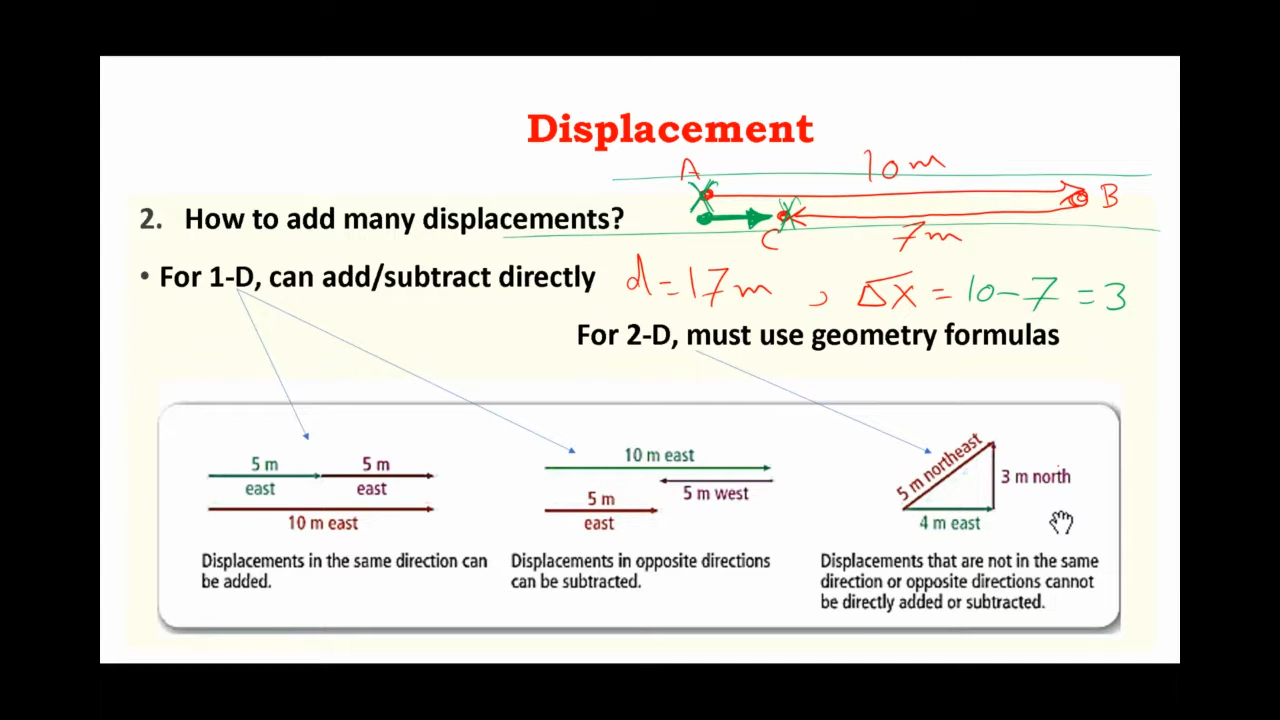 Displacement
A
10 m
B
2. How to add many displacements?
C
7 m
• For 1-D, can add/subtract directly
d = 17 m , Δx = 10 - 7 = 3
For 2-D, must use geometry formulas
5 m
east
5 m
east
10 m east
10 m east
5 m west
5 m
east
5 m northeast
3 m north
4 m east
Displacements in the same direction can
be added.
Displacements in opposite directions
can be subtracted.
Displacements that are not in the same
direction or opposite directions cannot
be directly added or subtracted.